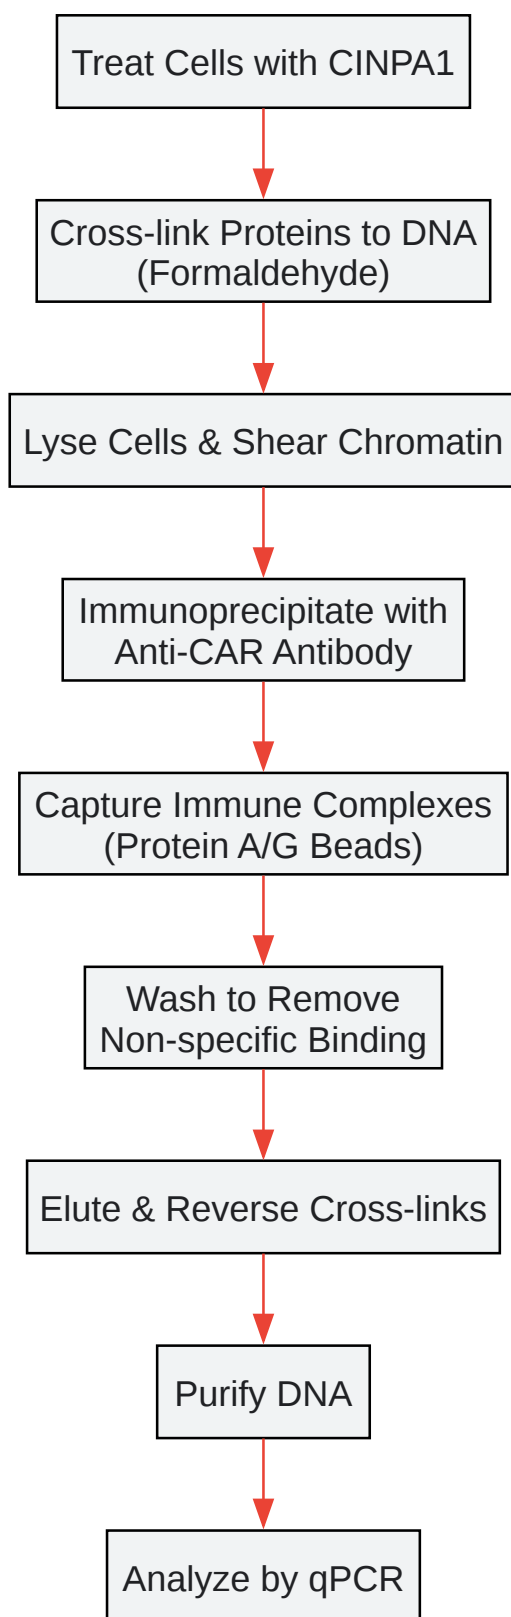 Treat Cells with CINPA1
Cross-link Proteins to DNA
(Formaldehyde)
Lyse Cells & Shear Chromatin
Immunoprecipitate with
Anti-CAR Antibody
Capture Immune Complexes
(Protein A/G Beads)
Wash to Remove
Non-specific Binding
Elute & Reverse Cross-links
Purify DNA
Analyze by qPCR